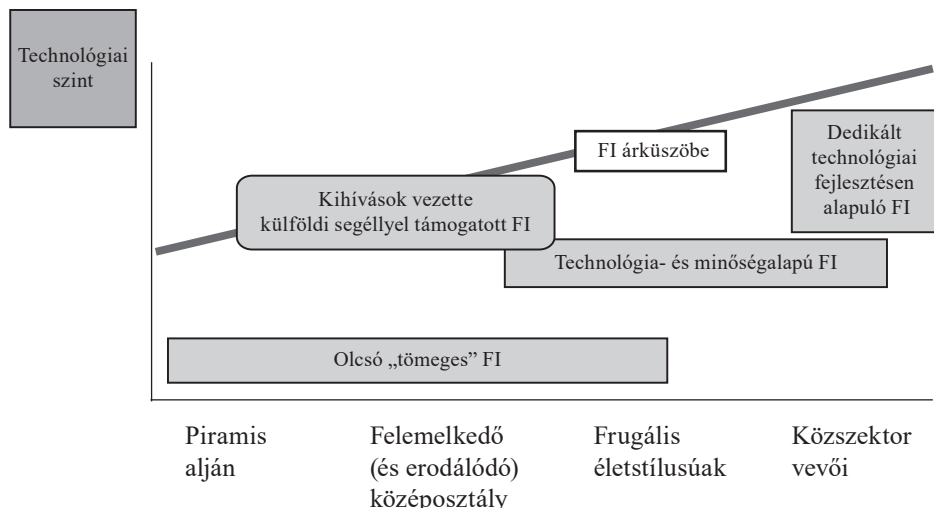 Technológiai
szint
FI árküszöbe
Dedikált
technológiai
fejlesztésen
alapuló FI
Kihívások vezette
külföldi segéllyel támogatott FI
Technológia- és minőségalapú FI
Olcsó „tömeges” FI
Piramis
alján
Felemelkedő
(és erodálódó)
középosztály
Frugális
életstílusúak
Közszektor
vevői